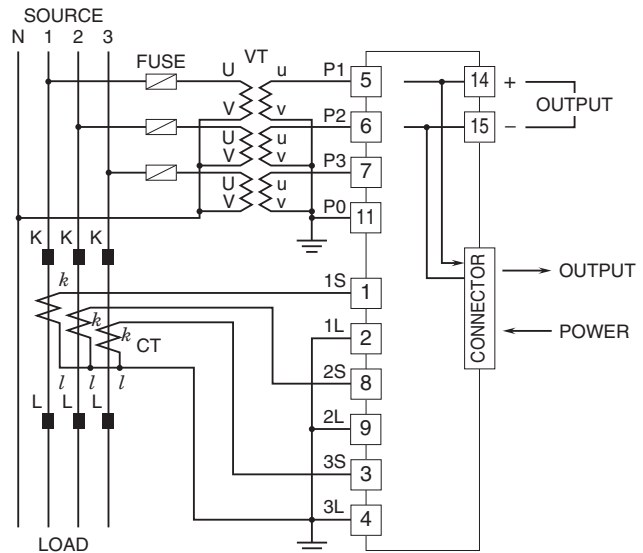 SOURCE
N 1 2 3
FUSE
VT
U u P1 5 14 +
V v
OUTPUT
P2 6 15 −
U u
V v
P3 7
U u
V v
P0 11
K K K
k
1S 1
k
k
CT
1L 2
l l l
2S 8
L L L
2L 9
3S 3
3L 4
CONNECTOR
OUTPUT
POWER
LOAD